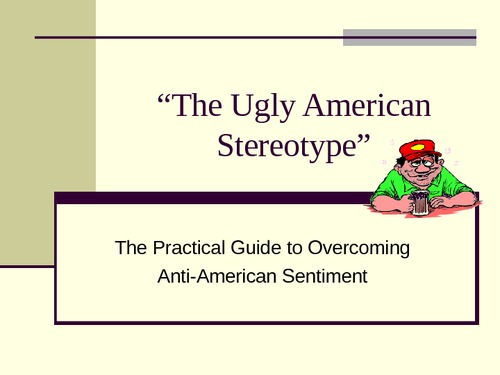 “The Ugly American
Stereotype”
The Practical Guide to Overcoming
Anti-American Sentiment